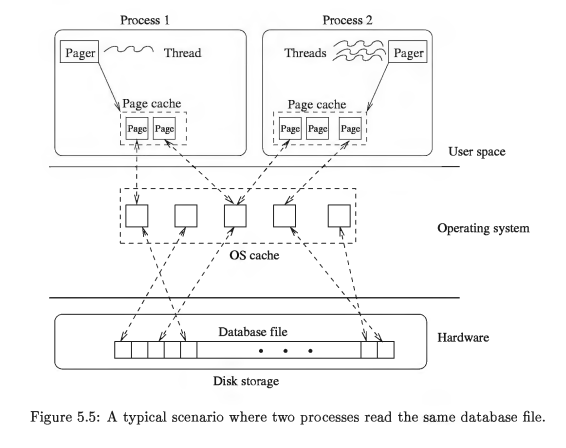 Process 1
Process 2
Pager
Thread
Threads
Pager
Page cache
Page cache
Page
Page
Page
Page
Page
User space
Operating system
OS cache
Database file
Hardware
Disk storage
Figure 5.5: A typical scenario where two processes read the same database file.